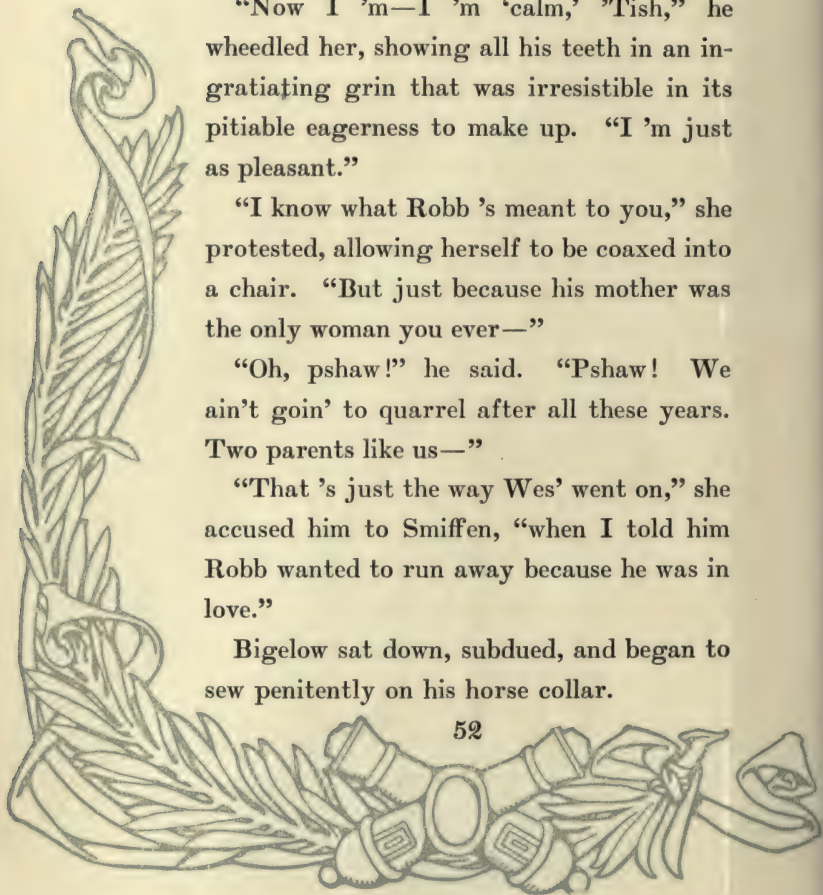 “Now I ’m—I ’m ‘calm,’ ’Tish,” he
wheedled her, showing all his teeth in an in-
gratiating grin that was irresistible in its
pitiable eagerness to make up. “I ’m just
as pleasant.”
“I know what Robb ’s meant to you,” she
protested, allowing herself to be coaxed into
a chair. “But just because his mother was
the only woman you ever—”
“Oh, pshaw!” he said. “Pshaw! We
ain’t goin’ to quarrel after all these years.
Two parents like us—”
“That ’s just the way Wes’ went on,” she
accused him to Smiffen, “when I told him
Robb wanted to run away because he was in
love.”
Bigelow sat down, subdued, and began to
sew penitently on his horse collar.
52